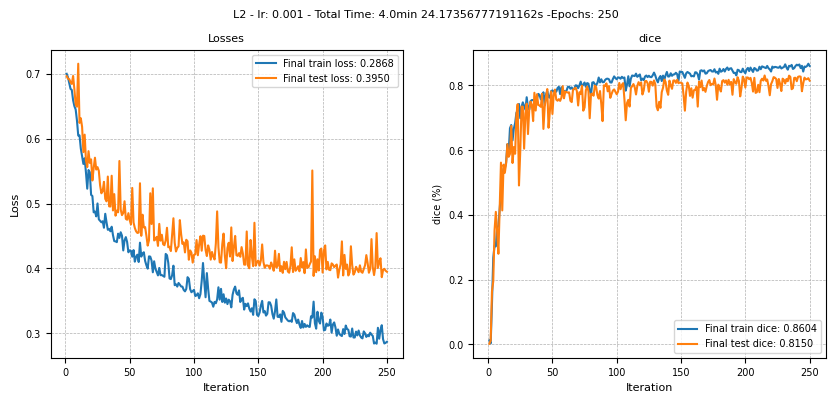 L2 - lr: 0.001 - Total Time: 4.0min 24.17356777191162s -Epochs: 250
Losses
Final train loss: 0.2868
Final test loss: 0.3950
0.7
0.6
0.5
0.4
0.3
Loss
0
50
100
150
200
250
Iteration
dice
0.8
0.6
0.4
0.2
0.0
dice (%)
Final train dice: 0.8604
Final test dice: 0.8150
0
50
100
150
200
250
Iteration